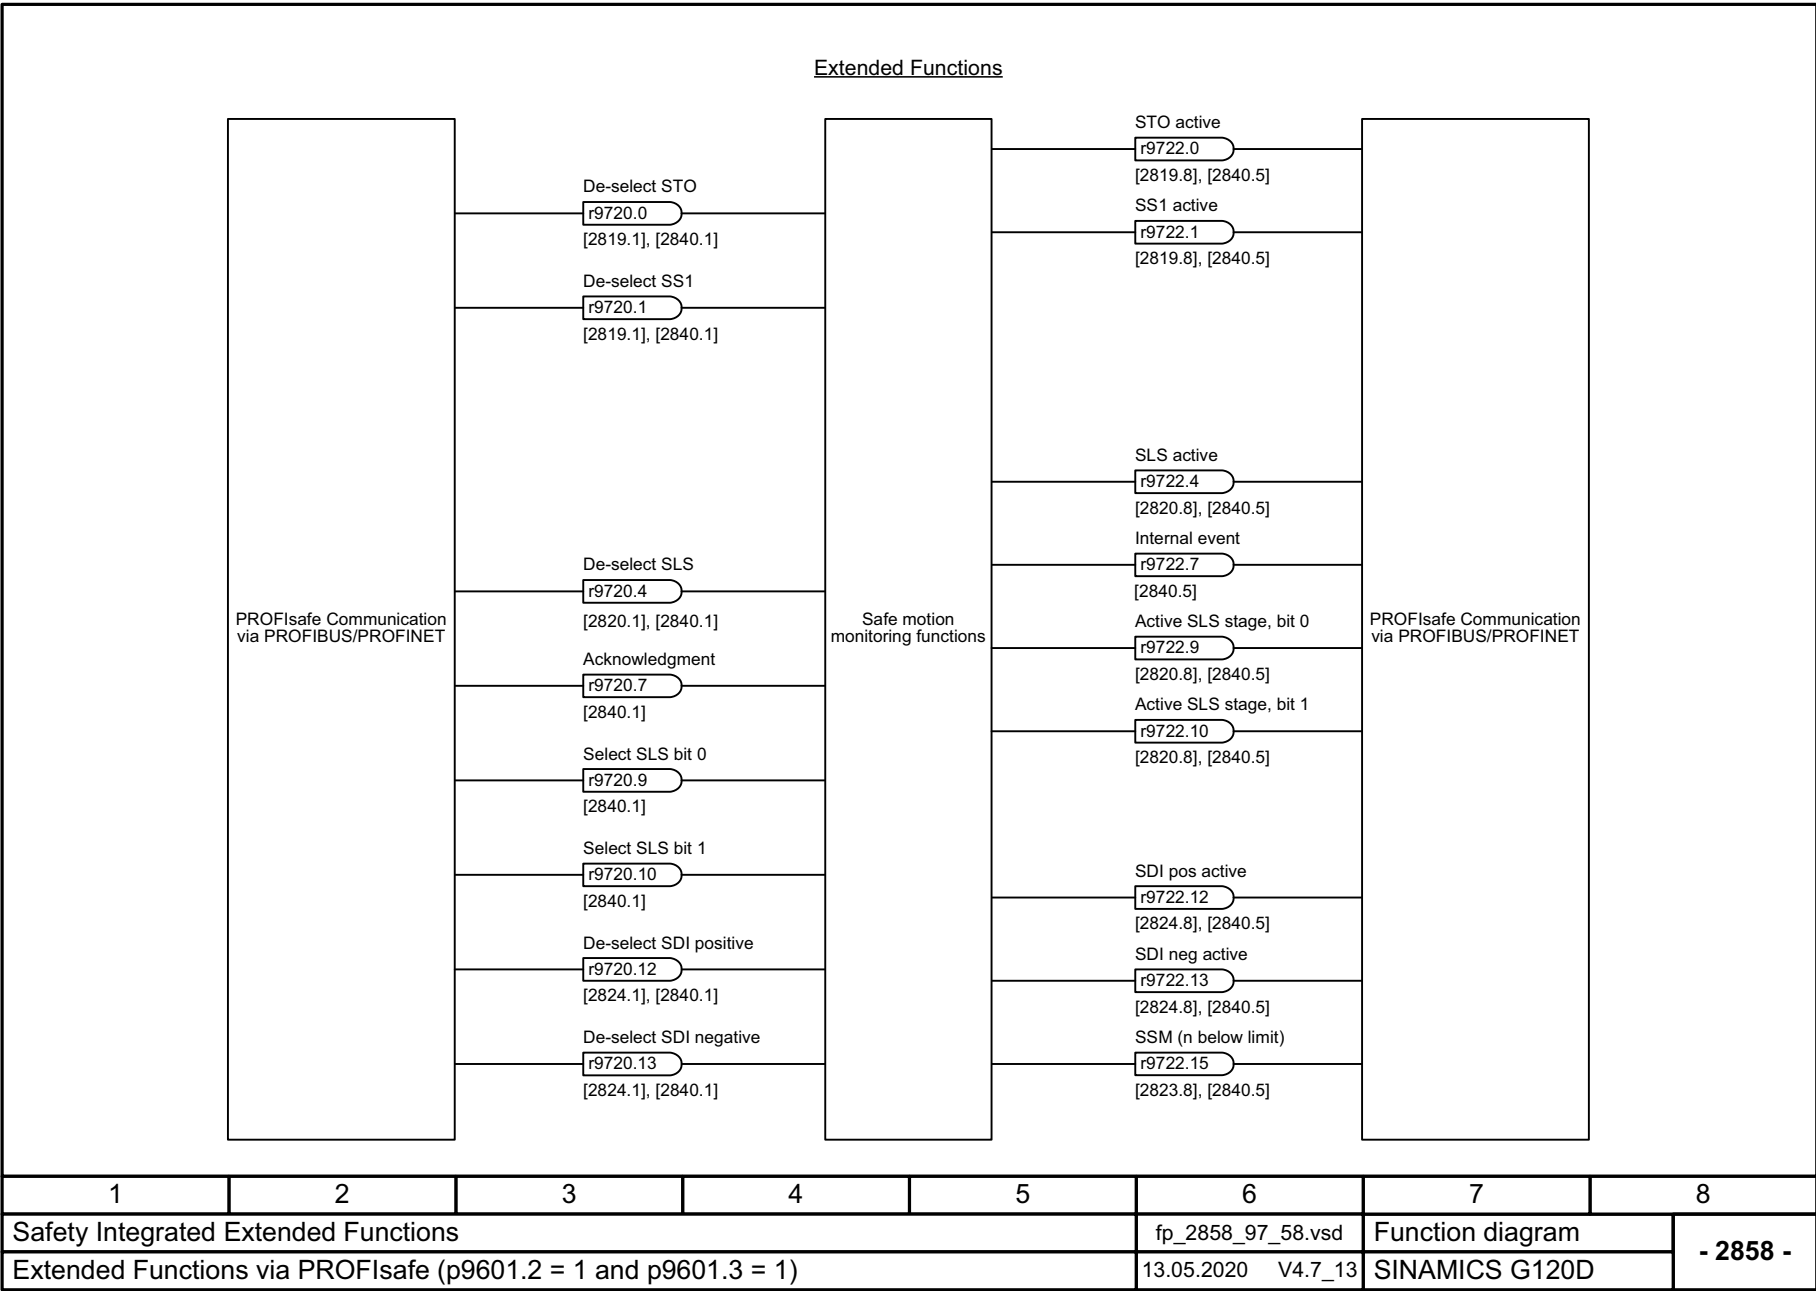 Extended Functions
PROFIsafe Communication
via PROFIBUS/PROFINET
De-select STO
r9720.0
[2819.1], [2840.1]
De-select SS1
r9720.1
[2819.1], [2840.1]
De-select SLS
r9720.4
[2820.1], [2840.1]
Acknowledgment
r9720.7
[2840.1]
Select SLS bit 0
r9720.9
[2840.1]
Select SLS bit 1
r9720.10
[2840.1]
De-select SDI positive
r9720.12
[2824.1], [2840.1]
De-select SDI negative
r9720.13
[2824.1], [2840.1]
Safe motion
monitoring functions
STO active
r9722.0
[2819.8], [2840.5]
SS1 active
r9722.1
[2819.8], [2840.5]
SLS active
r9722.4
[2820.8], [2840.5]
Internal event
r9722.7
[2840.5]
Active SLS stage, bit 0
r9722.9
[2820.8], [2840.5]
Active SLS stage, bit 1
r9722.10
[2820.8], [2840.5]
SDI pos active
r9722.12
[2824.8], [2840.5]
SDI neg active
r9722.13
[2824.8], [2840.5]
SSM (n below limit)
r9722.15
[2823.8], [2840.5]
PROFIsafe Communication
via PROFIBUS/PROFINET
1 2 3 4 5 6 7 8
Safety Integrated Extended Functions
fp_2858_97_58.vsd
Function diagram
- 2858 -
Extended Functions via PROFIsafe (p9601.2 = 1 and p9601.3 = 1)
13.05.2020 V4.7_13
SINAMICS G120D